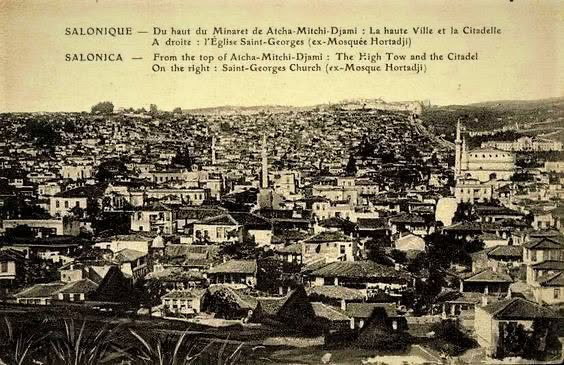 SALONIQUE — Du haut du Minaret de Atcha-Mitchi-Djami : La haute Ville et la Citadelle
A droite : l'Église Saint-Georges (ex-Mosquée Hortadji)
SALONICA — From the top of Atcha-Mitchi-Djami : The High Tow and the Citadel
On the right : Saint-Georges Church (ex-Mosque Hortadji)